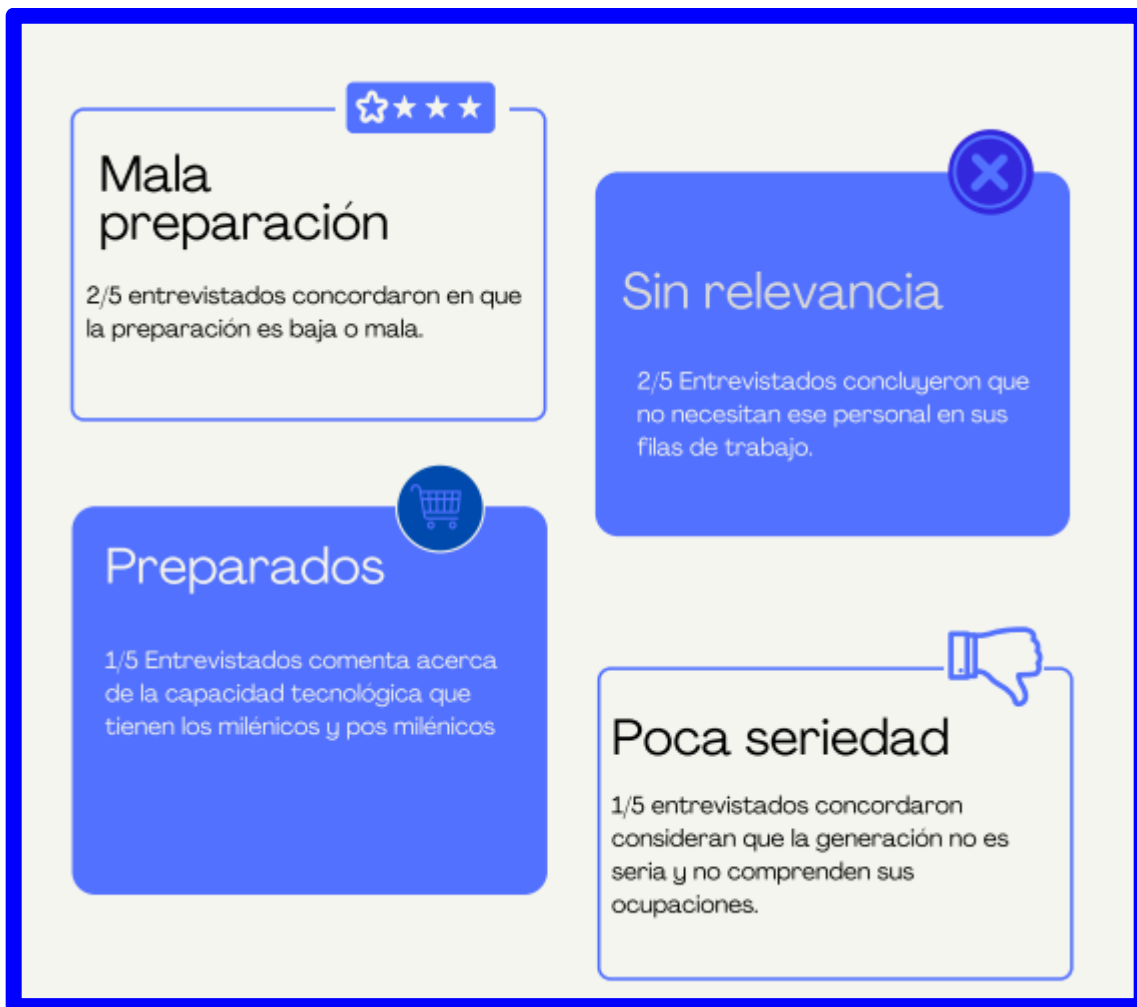 Mala
preparación
2/5 entrevistados concordaron en que
la preparación es baja o mala.
Sin relevancia
2/5 Entrevistados concluyeron que
no necesitan ese personal en sus
filas de trabajo.
Preparados
1/5 Entrevistados comenta acerca
de la capacidad tecnológica que
tienen los milénicos y pos milénicos
Poca seriedad
1/5 entrevistados concordaron
consideran que la generación no es
seria y no comprenden sus
ocupaciones.